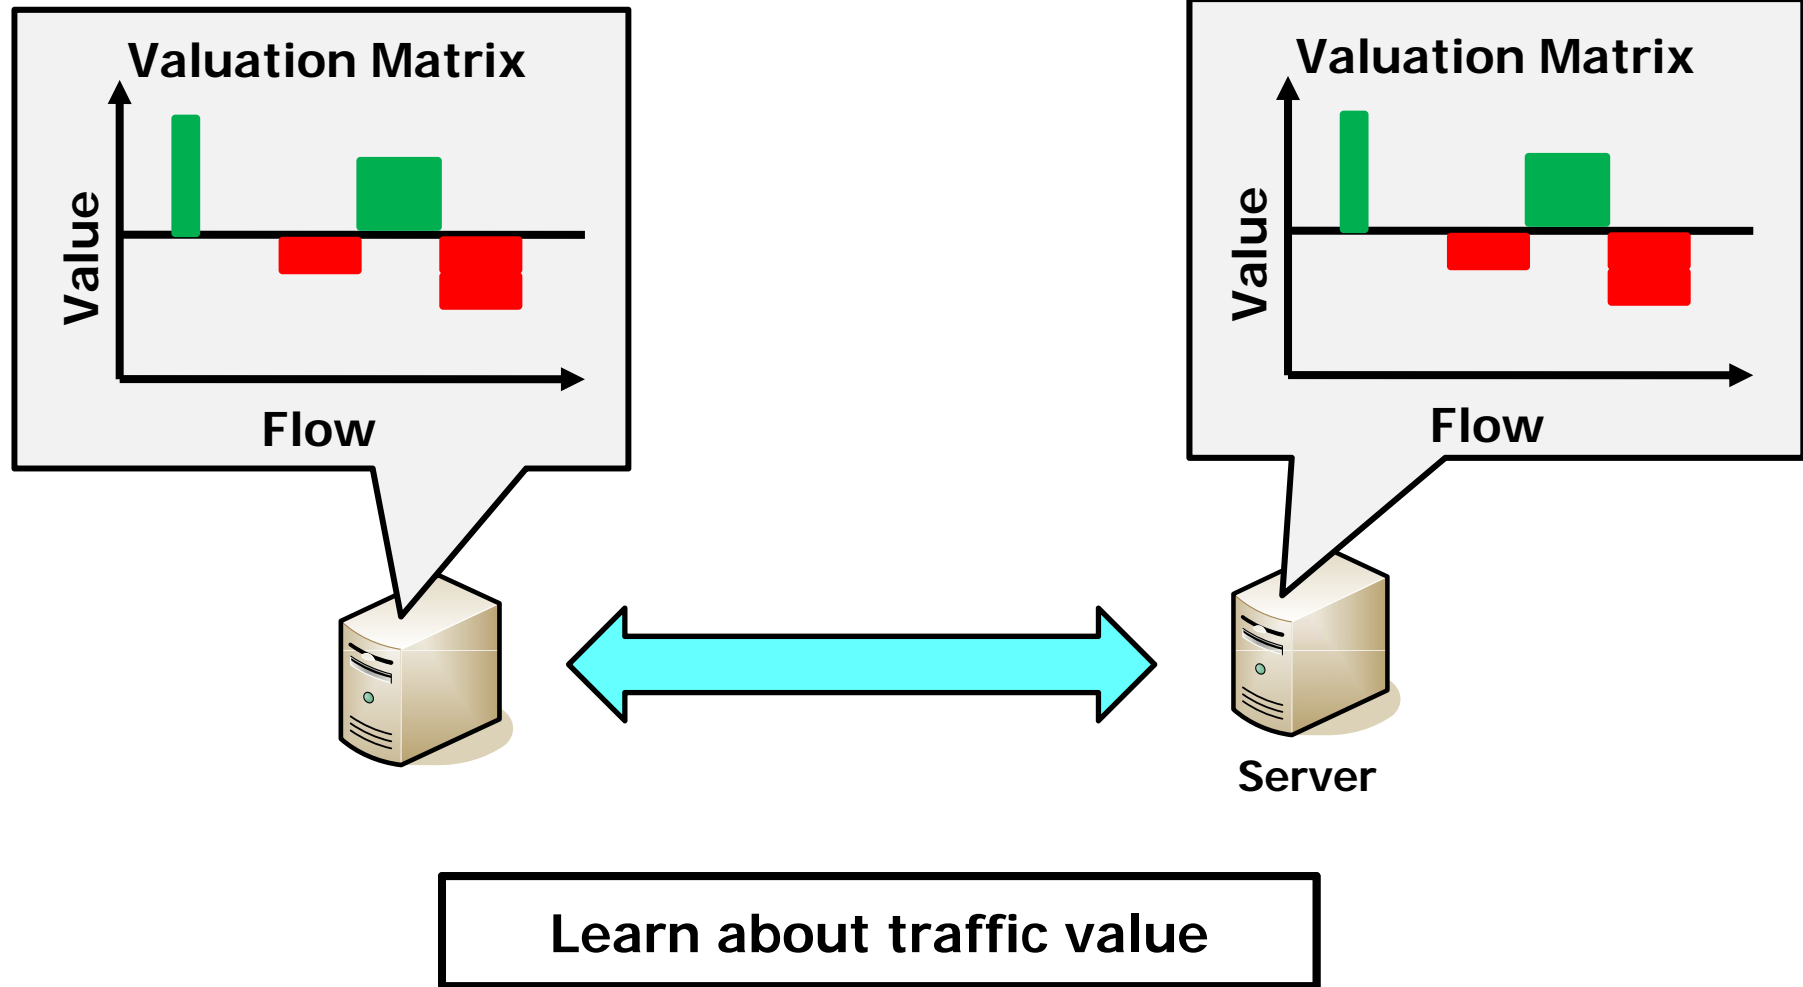 Valuation Matrix
Value
Flow
Valuation Matrix
Value
Flow
Server
Learn about traffic value